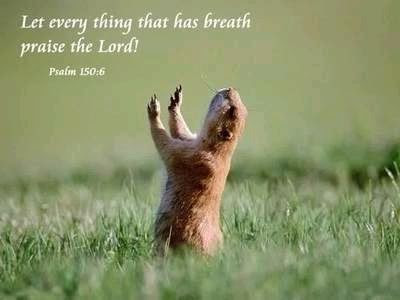 Let every thing that has breath
praise the Lord!
Psalm 150:6